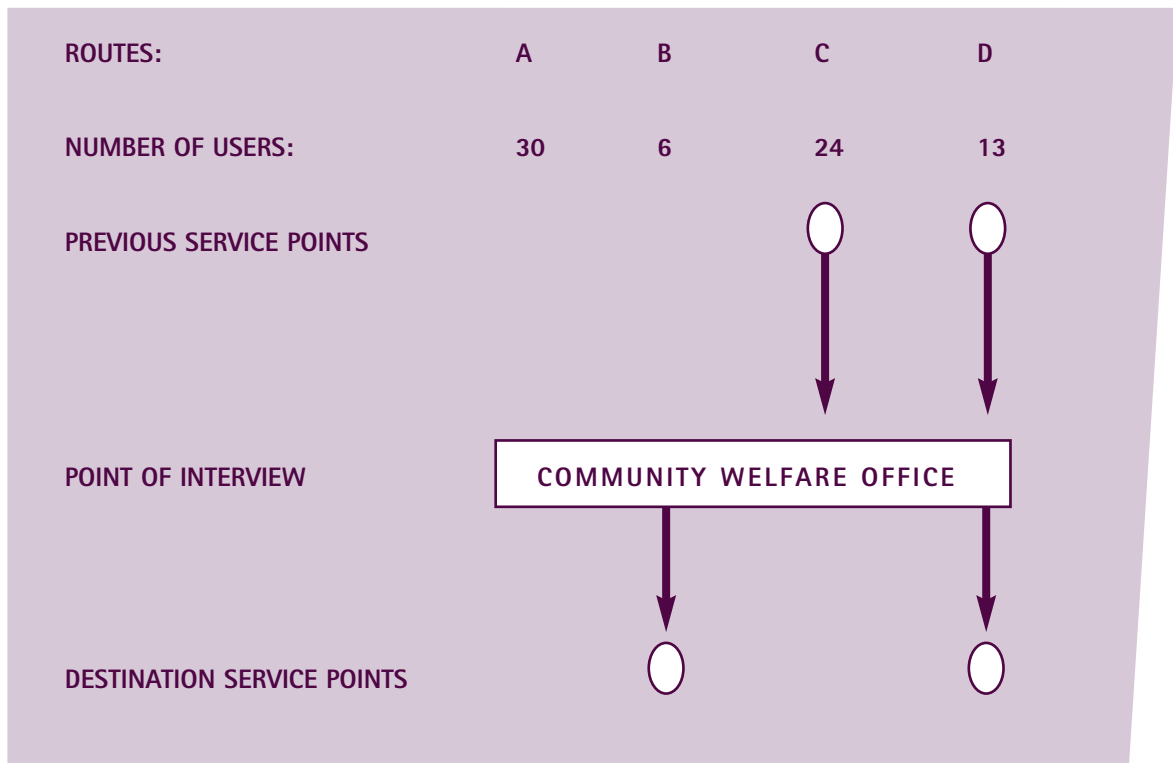 ROUTES: A B C D
NUMBER OF USERS: 30 6 24 13
PREVIOUS SERVICE POINTS
POINT OF INTERVIEW COMMUNITY WELFARE OFFICE
DESTINATION SERVICE POINTS